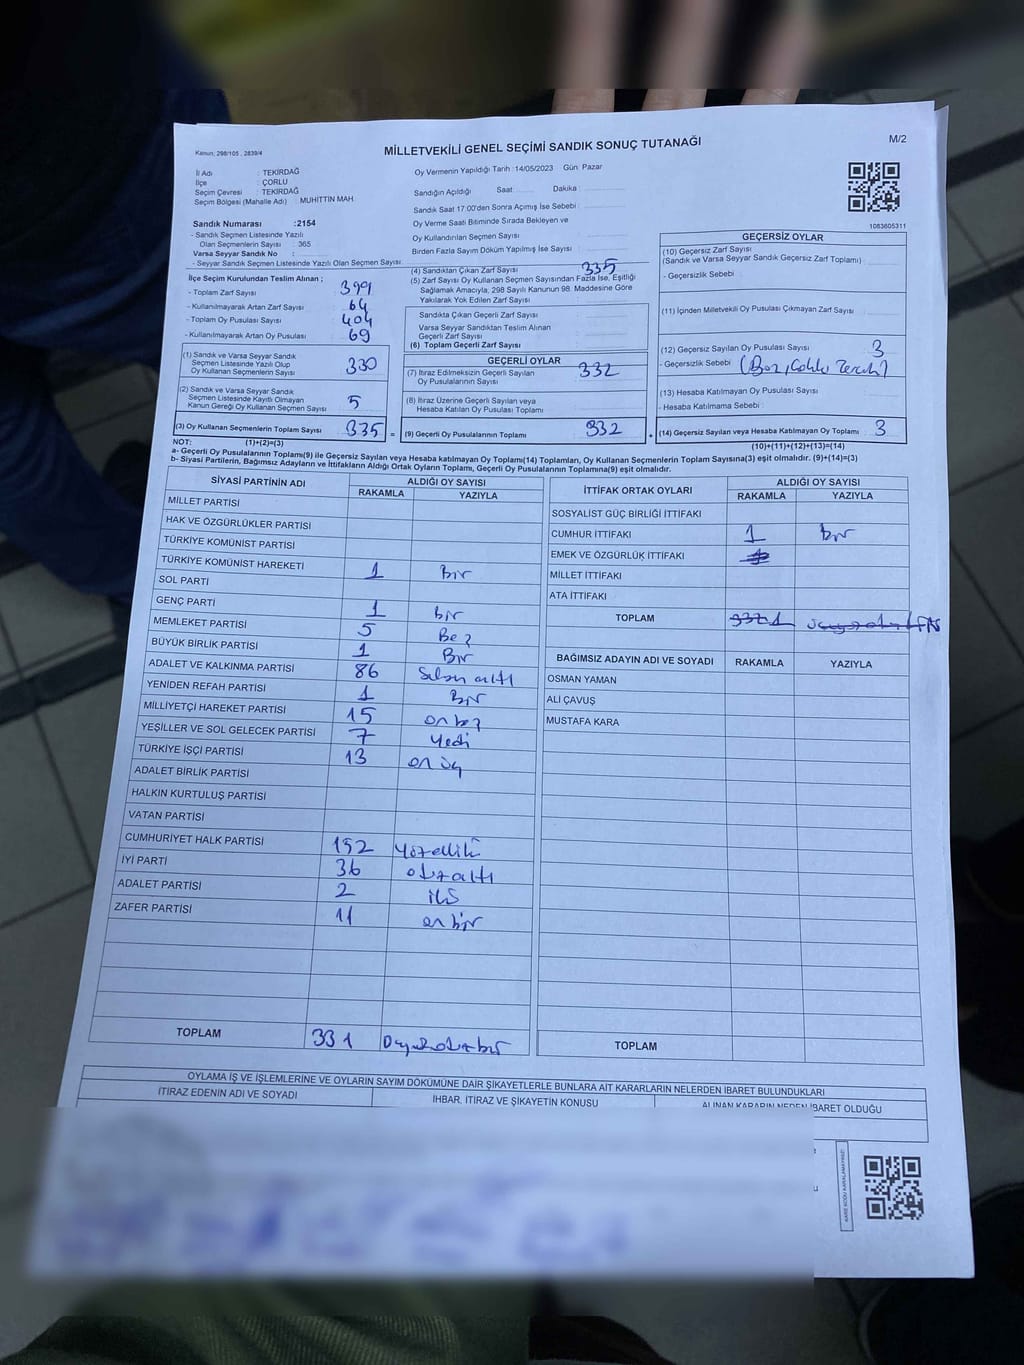 Kanun; 298/105 , 2839/4
MİLLETVEKİLİ GENEL SEÇİMİ SANDIK SONUÇ TUTANAĞI
M/2
İl Adı : TEKİRDAĞ
İlçe : ÇORLU
Seçim Çevresi : TEKİRDAĞ
Seçim Bölgesi (Mahalle Adı) : MUHİTTİN MAH
Sandık Numarası :2154
- Sandık Seçmen Listesinde Yazılı
Olan Seçmenlerin Sayısı : 365
Varsa Seyyar Sandık No :
- Seyyar Sandık Seçmen Listesinde Yazılı Olan Seçmen Sayısı
Oy Vermenin Yapıldığı Tarih :14/05/2023 Gün: Pazar
Sandığın Açıldığı Saat: Dakika :
Sandık Saat 17:00'den Sonra Açımış İse Sebebi :
Oy Verme Saati Bitiminde Sırada Bekleyen ve
Oy Kullandırılan Seçmen Sayısı :
Birden Fazla Sayım Döküm Yapılmış İse Sayısı :
1083605311
İlçe Seçim Kurulundan Teslim Alınan ;
- Toplam Zarf Sayısı : 399
- Kullanılmayarak Artan Zarf Sayısı : 64
- Toplam Oy Pusulası Sayısı : 404
- Kullanılmayarak Artan Oy Pusulası : 69
(1) Sandık ve Varsa Seyyar Sandık
Seçmen Listesinde Yazılı Olup
Oy Kullanan Seçmenlerin Sayısı : 330
(2) Sandık ve Varsa Seyyar Sandık
Seçmen Listesinde Kayıtlı Olmayan
Kanun Gereği Oy Kullanan Seçmen Sayısı : 5
(3) Oy Kullanan Seçmenlerin Toplam Sayısı : 335 =
(4) Sandıktan Çıkan Zarf Sayısı : 335
(5) Zarf Sayısı Oy Kullanan Seçmen Sayısından Fazla İse, Eşitliği
Sağlamak Amacıyla, 298 Sayılı Kanunun 98. Maddesine Göre
Yakılarak Yok Edilen Zarf Sayısı :
Sandıkta Çıkan Geçerli Zarf Sayısı :
Varsa Seyyar Sandıktan Teslim Alınan
Geçerli Zarf Sayısı :
(6) Toplam Geçerli Zarf Sayısı :
GEÇERLİ OYLAR
(7) İtiraz Edilmeksizin Geçerli Sayılan
Oy Pusulalarının Sayısı : 332
(8) İtiraz Üzerine Geçerli Sayılan veya
Hesaba Katılan Oy Pusulası Toplamı :
(9) Geçerli Oy Pusulalarının Toplamı : 332 +
GEÇERSİZ OYLAR
(10) Geçersiz Zarf Sayısı
(Sandık ve Varsa Seyyar Sandık Geçersiz Zarf Toplamı) :
- Geçersizlik Sebebi :
(11) İçinden Milletvekili Oy Pusulası Çıkmayan Zarf Sayısı :
(12) Geçersiz Sayılan Oy Pusulası Sayısı : 3
- Geçersizlik Sebebi :
(13) Hesaba Katılmayan Oy Pusulası Sayısı :
- Hesaba Katılmama Sebebi :
(14) Geçersiz Sayılan veya Hesaba Katılmayan Oy Toplamı : 3
NOT: (1)+(2)=(3)
(10)+(11)+(12)+(13)=(14)
a- Geçerli Oy Pusulaları Toplamı(9) ile Geçersiz Sayılan veya Hesaba katılmayan Oy Toplamı(14) Toplamları, Oy Kullanan Seçmenlerin Toplam Sayısına(3) eşit olmalıdır. (9)+(14)=(3)
b- Siyasi Partilerin, Bağımsız Adayların ve İttifakların Aldığı Ortak Oyların Toplamı, Geçerli Oy Pusulalarının Toplamına(9) eşit olmalıdır.
SİYASİ PARTİNİN ADI ALDIĞI OY SAYISI
RAKAMLA YAZIYLA
MİLLET PARTİSİ
HAK VE ÖZGÜRLÜKLER PARTİSİ
TÜRKİYE KOMÜNİST PARTİSİ
TÜRKİYE KOMÜNİST HAREKETİ 1 Bir
SOL PARTİ
GENÇ PARTİ 1 bir
MEMLEKET PARTİSİ 5 Beş
BÜYÜK BİRLİK PARTİSİ 1 Bir
ADALET VE KALKINMA PARTİSİ 86 Seksen altı
YENİDEN REFAH PARTİSİ 1 Bir
MİLLİYETÇİ HAREKET PARTİSİ 15 on beş
YEŞİLLER VE SOL GELECEK PARTİSİ 7 Yedi
TÜRKİYE İŞÇİ PARTİSİ 13 on üç
ADALET BİRLİK PARTİSİ
HALKIN KURTULUŞ PARTİSİ
VATAN PARTİSİ
CUMHURİYET HALK PARTİSİ 152
İYİ PARTİ 36 otuzaltı
ADALET PARTİSİ 2 iki
ZAFER PARTİSİ 11 on bir
TOPLAM 331
İTTİFAK ORTAK OYLARI ALDIĞI OY SAYISI
RAKAMLA YAZIYLA
SOSYALİST GÜÇ BİRLİĞİ İTTİFAKI
CUMHUR İTTİFAKI 1 Bir
EMEK VE ÖZGÜRLÜK İTTİFAKI
MİLLET İTTİFAKI
ATA İTTİFAKI
TOPLAM
BAĞIMSIZ ADAYIN ADI VE SOYADI RAKAMLA YAZIYLA
OSMAN YAMAN
ALİ ÇAVUŞ
MUSTAFA KARA
TOPLAM
OYLAMA İŞ VE İŞLEMLERİNE VE OYLARIN SAYIM DÖKÜMÜNE DAİR ŞİKAYETLERLE BUNLARA AİT KARARLARIN NELERDEN İBARET BULUNDUKLARI
İTİRAZ EDENİN ADI VE SOYADI İHBAR, İTİRAZ VE ŞİKAYETİN KONUSU ALINAN KARARIN NEDEN İBARET OLDUĞU